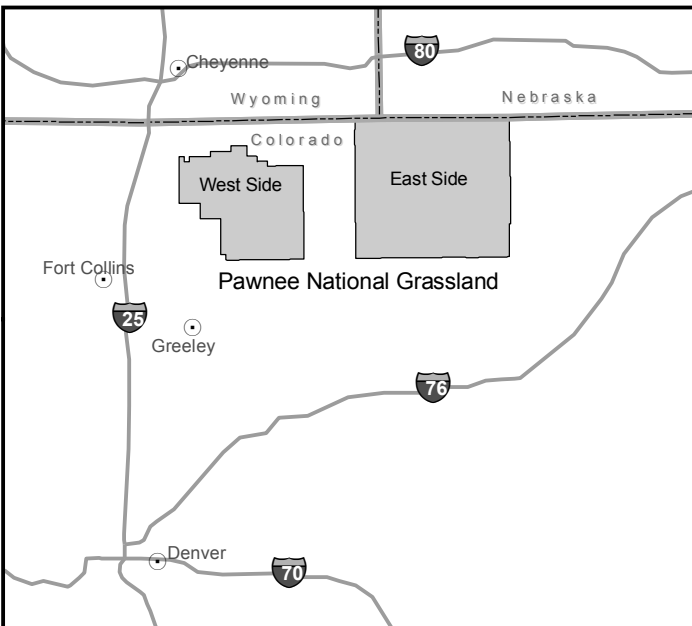 80
Cheyenne
Wyoming
Nebraska
Colorado
West Side
East Side
Fort Collins
Pawnee National Grassland
25
Greeley
76
Denver
70